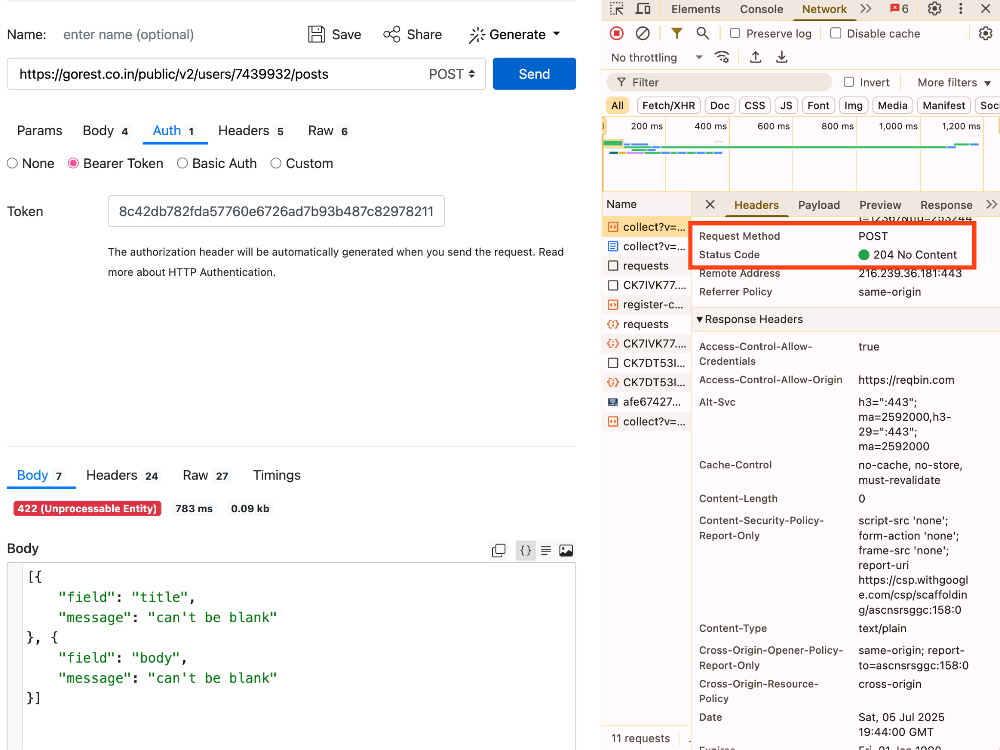 Name: enter name (optional) Save Share Generate
https://gorest.co.in/public/v2/users/7439932/posts POST Send
Params Body 4 Auth 1 Headers 5 Raw 6
None Bearer Token Basic Auth Custom
Token 8c42db782fda57760e6726ad7b93b487c82978211
The authorization header will be automatically generated when you send the request. Read
more about HTTP Authentication.
Body 7 Headers 24 Raw 27 Timings
422 (Unprocessable Entity) 783 ms 0.09 kb
Body
[{
"field": "title",
"message": "can't be blank"
}, {
"field": "body",
"message": "can't be blank"
}]
Elements Console Network 6
Preserve log Disable cache
No throttling
Filter Invert More filters
All Fetch/XHR Doc CSS JS Font Img Media Manifest Soc
200 ms 400 ms 600 ms 800 ms 1,000 ms 1,200 ms
Name
collect?v=...
collect?v=...
requests
CK7IVK77....
register-c...
requests
CK7IVK77....
CK7DT53I...
CK7DT53I...
afe67427...
collect?v=...
11 requests
Headers Payload Preview Response
t=12367&tfd=253244
Request Method POST
Status Code 204 No Content
Remote Address 216.239.36.181:443
Referrer Policy same-origin
Response Headers
Access-Control-Allow- true
Credentials
Access-Control-Allow-Origin https://reqbin.com
Alt-Svc h3=":443";
ma=2592000,h3-
29=":443";
ma=2592000
Cache-Control no-cache, no-store,
must-revalidate
Content-Length 0
Content-Security-Policy- script-src 'none';
Report-Only form-action 'none';
frame-src 'none';
report-uri
https://csp.withgoogl
e.com/csp/scaffoldin
g/ascnsrsggc:158:0
Content-Type text/plain
Cross-Origin-Opener-Policy- same-origin; report-
Report-Only to=ascnsrsggc:158:0
Cross-Origin-Resource- cross-origin
Policy
Date Sat, 05 Jul 2025
19:44:00 GMT
Expires Fri, 01 Jan 1990